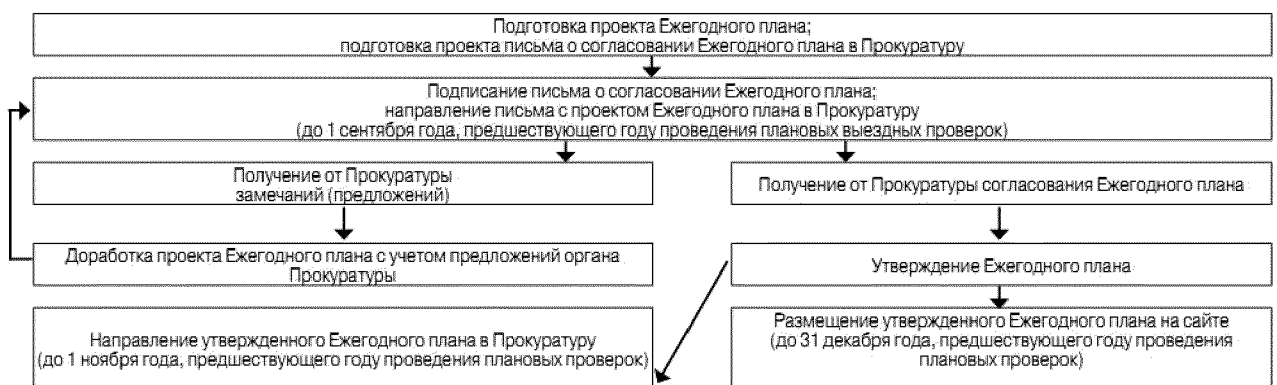 Подготовка проекта Ежегодного плана;
подготовка проекта письма о согласовании Ежегодного плана в Прокуратуру
Подписание письма о согласовании Ежегодного плана;
направление письма с проектом Ежегодного плана в Прокуратуру
(до 1 сентября года, предшествующего году проведения плановых выездных проверок)
Получение от Прокуратуры
замечаний (предложений)
Получение от Прокуратуры согласования Ежегодного плана
Доработка проекта Ежегодного плана с учетом предложений органа
Прокуратуры
Утверждение Ежегодного плана
Направление утвержденного Ежегодного плана в Прокуратуру
(до 1 ноября года, предшествующего году проведения плановых проверок)
Размещение утвержденного Ежегодного плана на сайте
(до 31 декабря года, предшествующего году проведения
плановых проверок)